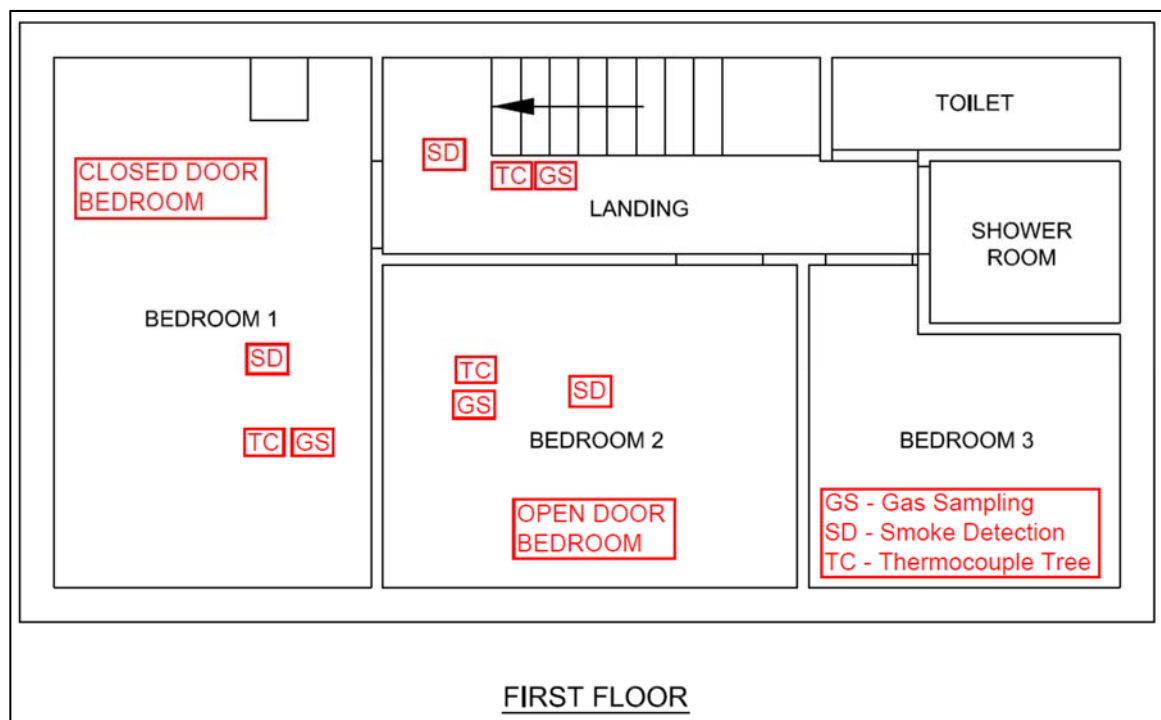 TOILET
SD
CLOSED DOOR
BEDROOM
TC GS
LANDING
SHOWER
ROOM
BEDROOM 1
SD
TC
SD
GS
TC GS
BEDROOM 2
BEDROOM 3
OPEN DOOR
BEDROOM
GS - Gas Sampling
SD - Smoke Detection
TC - Thermocouple Tree
FIRST FLOOR